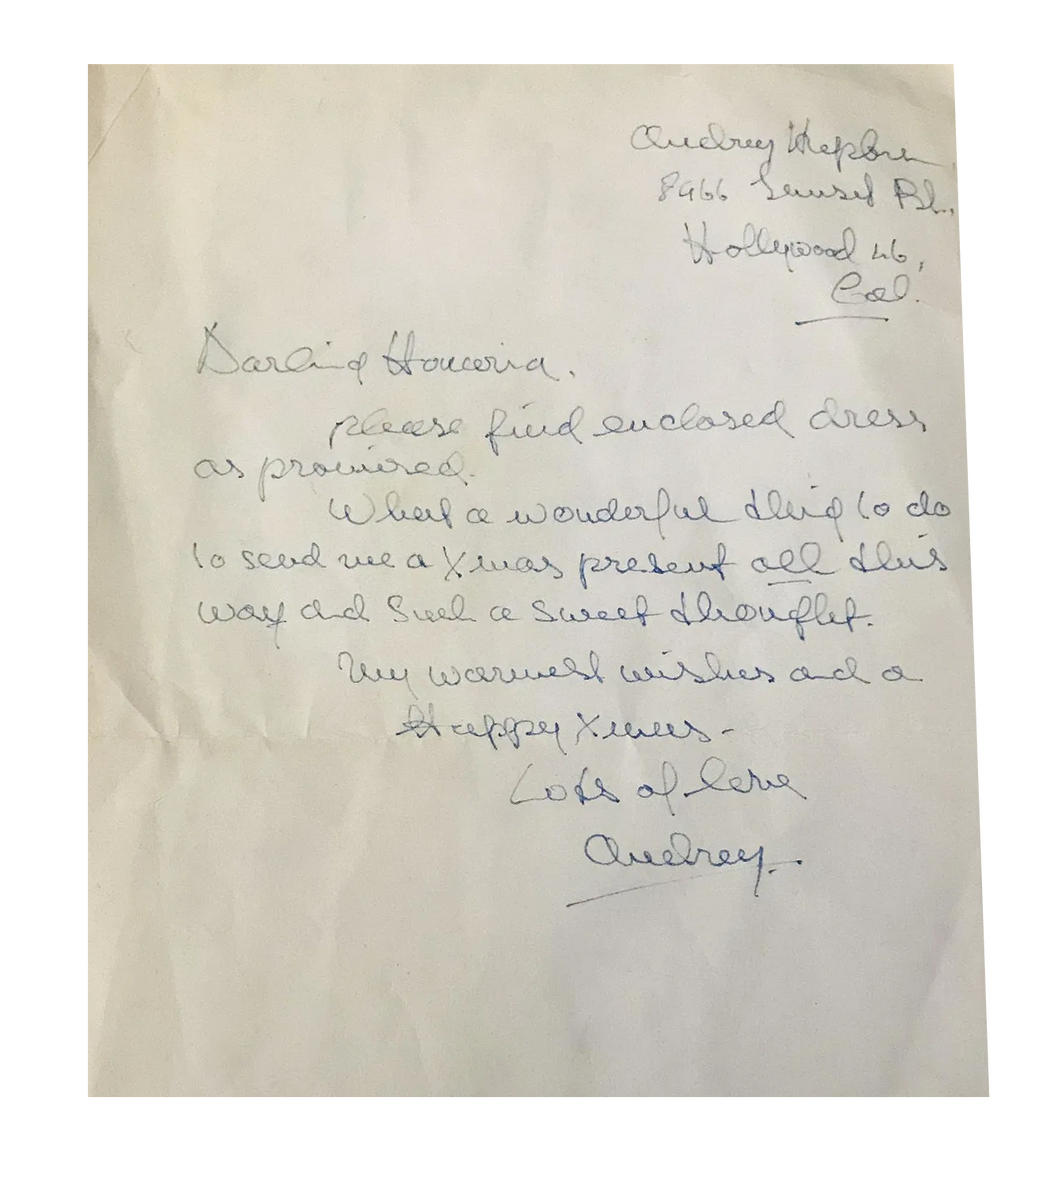 Audrey Hepburn,
8966 Sunset Bl.,
Hollywood 46,
Cal.
Darling
please find enclosed dress
as promised.
What a wonderful thing to do
to send me a Xmas present all this
way and Such a sweet thought.
My warmest wishes and a
Happy Xmas-
Lots of love
Audrey.